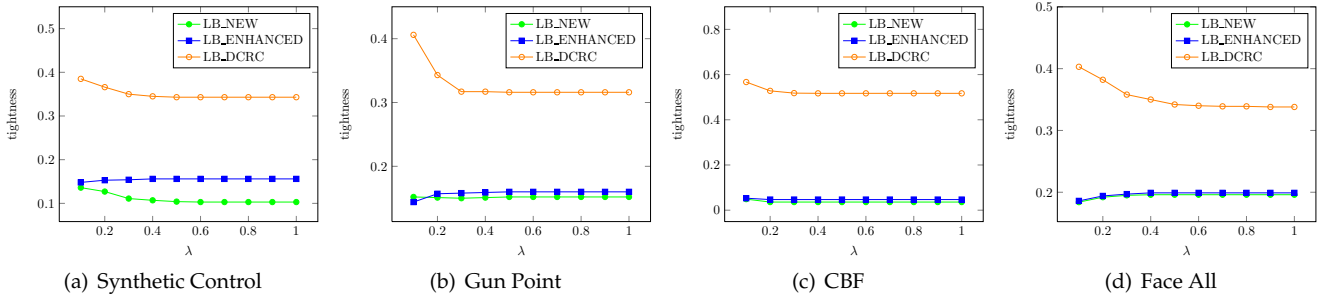 LB_NEW
LB_ENHANCED
LB_DCRC
0.5
0.4
0.3
0.2
0.1
tightness
0.2 0.4 0.6 0.8 1
λ
(a) Synthetic Control
LB_NEW
LB_ENHANCED
LB_DCRC
0.4
0.3
0.2
tightness
0.2 0.4 0.6 0.8 1
λ
(b) Gun Point
LB_NEW
LB_ENHANCED
LB_DCRC
0.8
0.6
0.4
0.2
0
tightness
0.2 0.4 0.6 0.8 1
λ
(c) CBF
LB_NEW
LB_ENHANCED
LB_DCRC
0.5
0.4
0.3
0.2
tightness
0.2 0.4 0.6 0.8 1
λ
(d) Face All